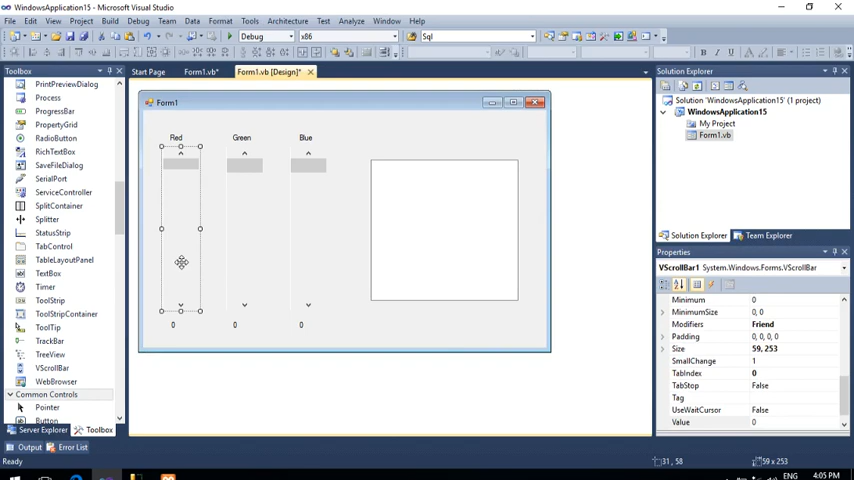 WindowsApplication15 - Microsoft Visual Studio
File Edit View Project Build Debug Team Data Format Tools Architecture Test Analyze Window Help
Debug x86 Sql
Toolbox
PrintPreviewDialog
Process
ProgressBar
PropertyGrid
RadioButton
RichTextBox
SaveFileDialog
SerialPort
ServiceController
SplitContainer
Splitter
StatusStrip
TabControl
TableLayoutPanel
TextBox
Timer
ToolStrip
ToolStripContainer
ToolTip
TrackBar
TreeView
VScrollBar
WebBrowser
Common Controls
Pointer
Button
Server Explorer Toolbox
Start Page Form1.vb* Form1.vb [Design]*
Form1
Red Green Blue
0 0 0
Solution Explorer
Solution 'WindowsApplication15' (1 project)
WindowsApplication15
My Project
Form1.vb
Solution Explorer Team Explorer
Properties
VScrollBar1 System.Windows.Forms.VScrollBar
Minimum 0
MinimumSize 0, 0
Modifiers Friend
Padding 0, 0, 0, 0
Size 59, 253
SmallChange 1
TabIndex 0
TabStop False
Tag
UseWaitCursor False
Value 0
Output Error List
Ready 31 , 58 59 x 253
ENG 4:05 PM